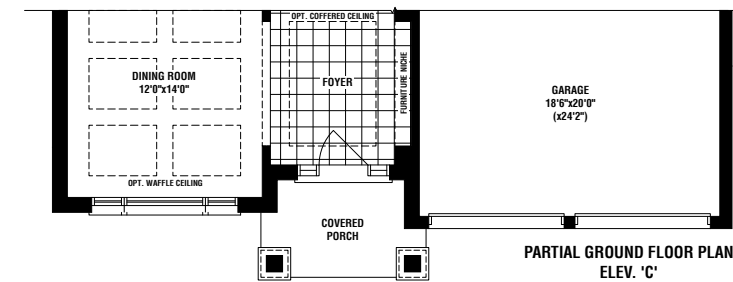 OPT. COFFERED CEILING
DINING ROOM
12'0"x14'0"
FOYER
FURNITURE NICHE
GARAGE
18'6"x20'0"
(x24'2")
OPT. WAFFLE CEILING
COVERED
PORCH
PARTIAL GROUND FLOOR PLAN
ELEV. 'C'